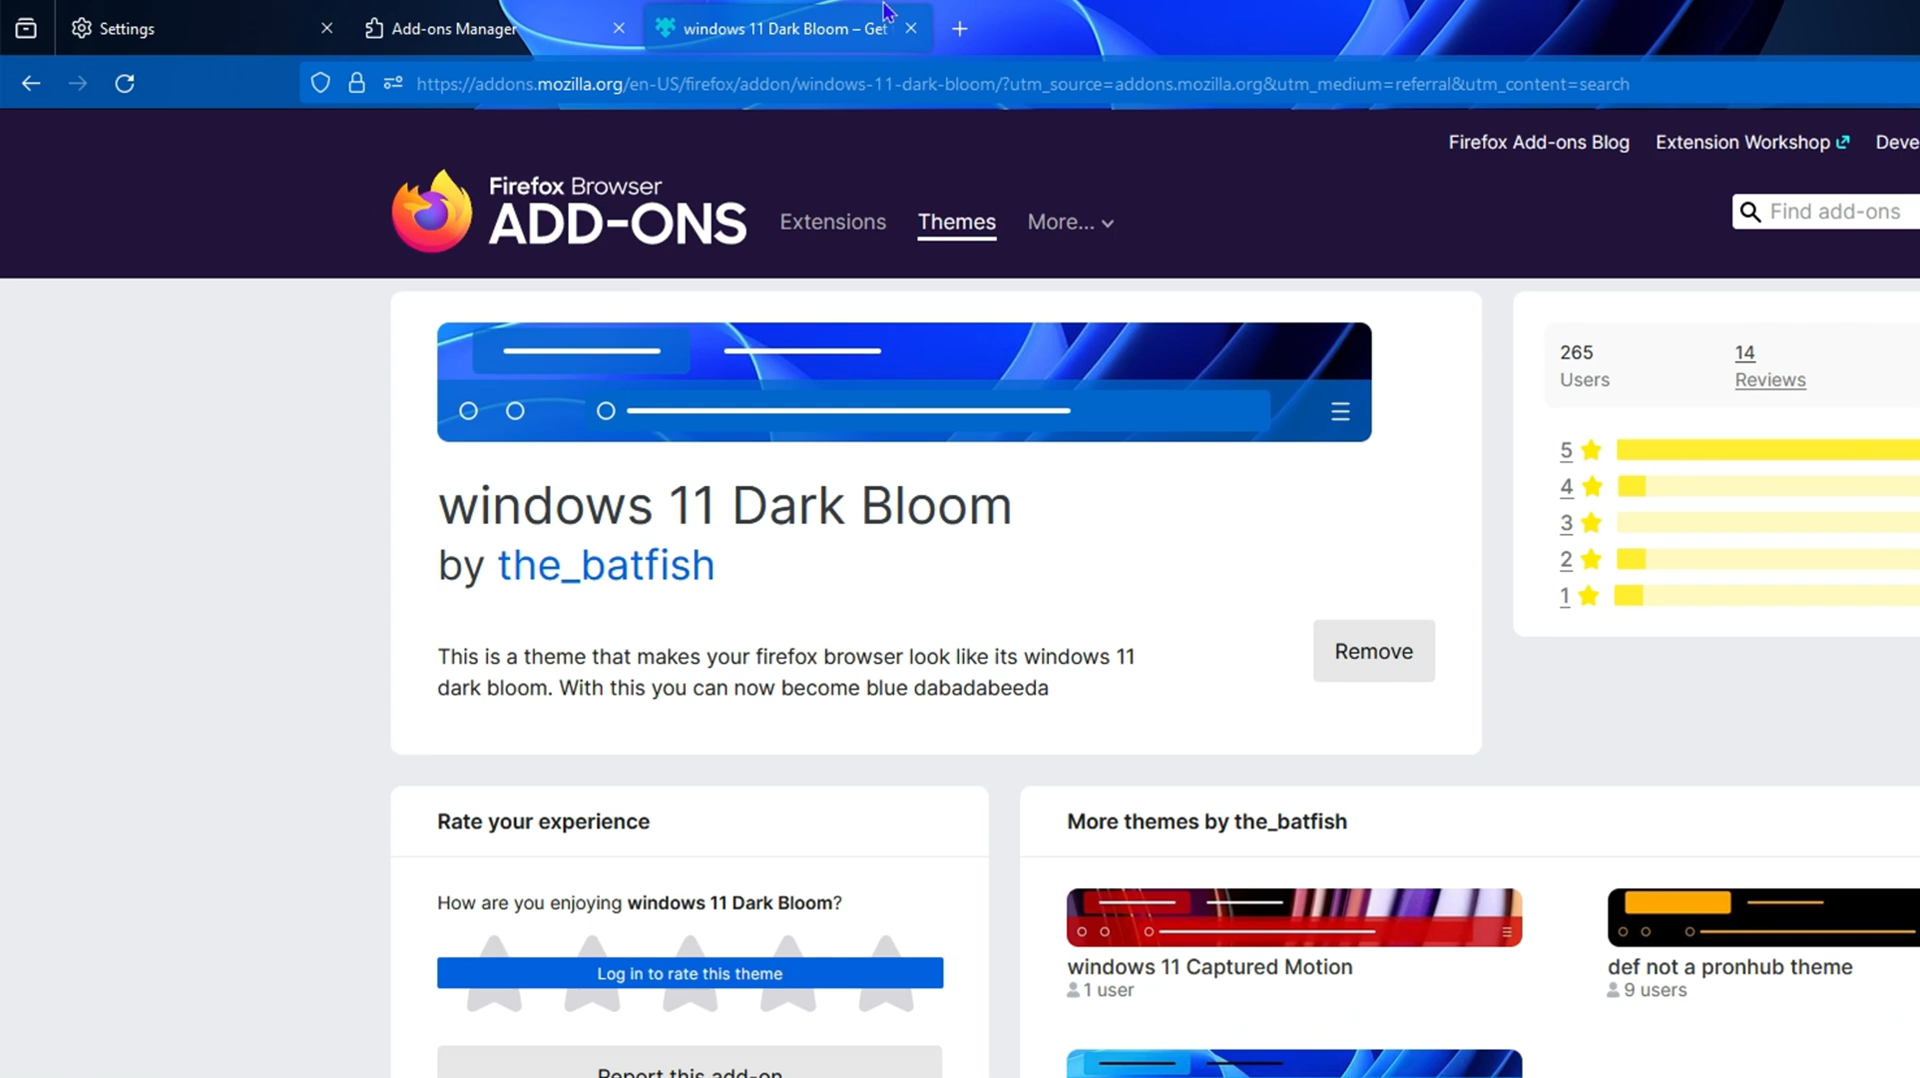 Settings
Add-ons Manager
windows 11 Dark Bloom – Get
https://addons.mozilla.org/en-US/firefox/addon/windows-11-dark-bloom/?utm_source=addons.mozilla.org&utm_medium=referral&utm_content=search
Firefox Add-ons Blog
Extension Workshop
Deve
Firefox Browser
ADD-ONS
Extensions
Themes
More...
Find add-ons
windows 11 Dark Bloom
by the_batfish
This is a theme that makes your firefox browser look like its windows 11
dark bloom. With this you can now become blue dabadabeeda
Remove
265
Users
14
Reviews
5
4
3
2
1
Rate your experience
How are you enjoying windows 11 Dark Bloom?
Log in to rate this theme
Report this add-on
More themes by the_batfish
windows 11 Captured Motion
1 user
def not a pronhub theme
9 users